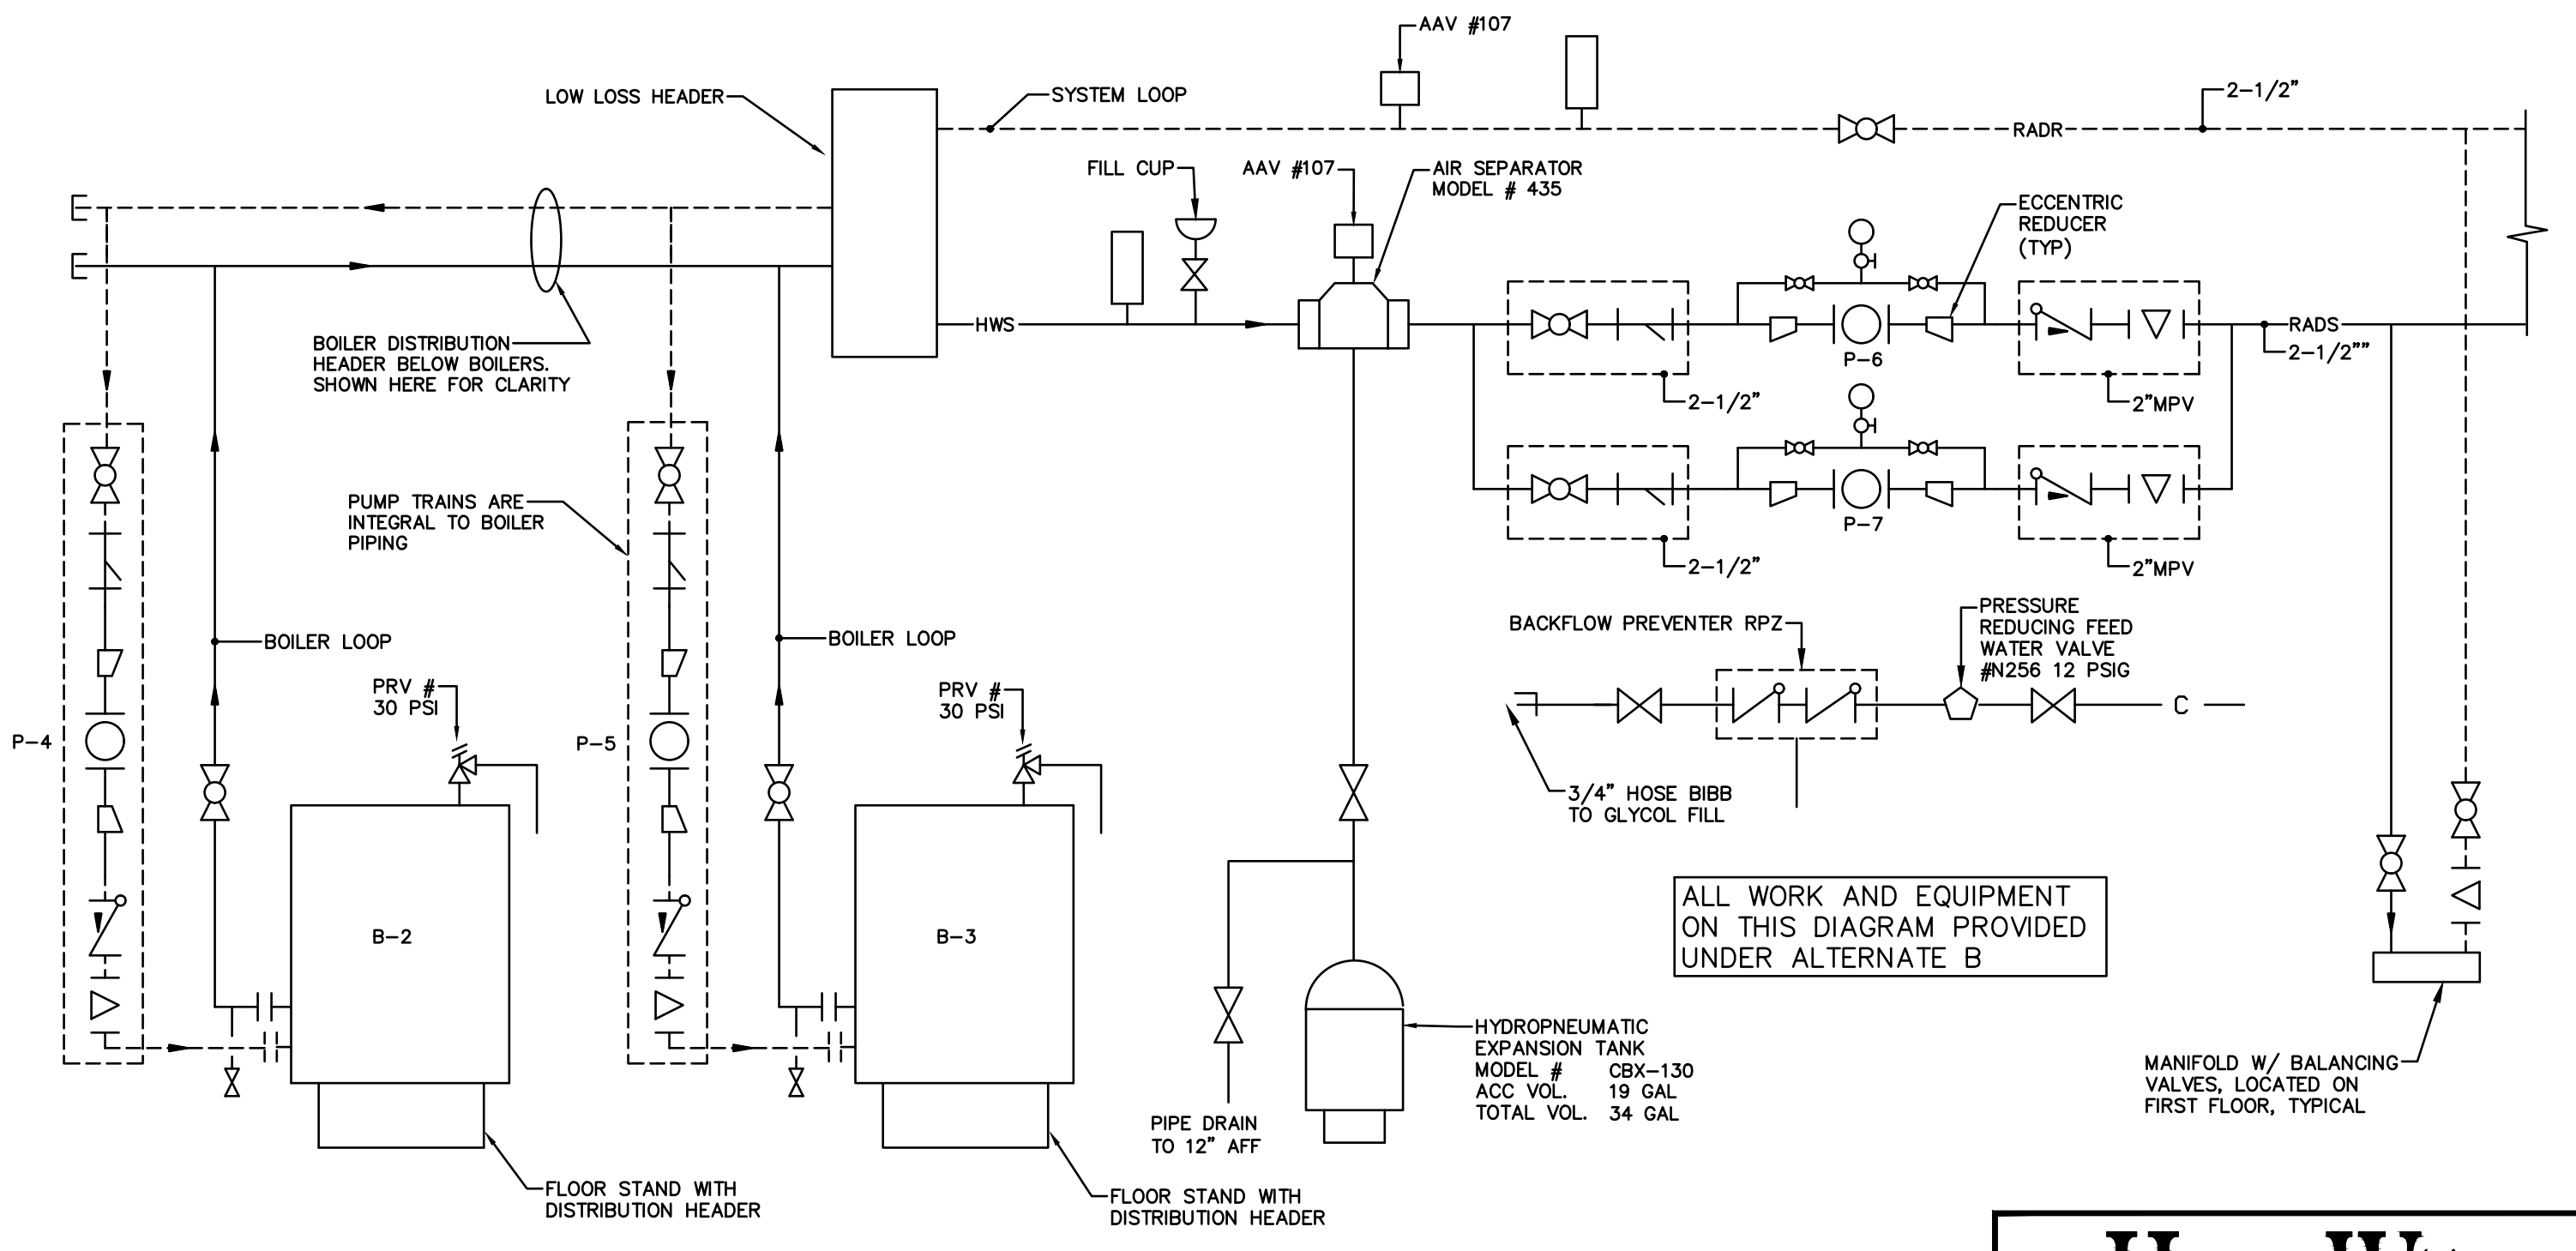 AAV #107
LOW LOSS HEADER
SYSTEM LOOP
2-1/2"
RADR
FILL CUP
AAV #107
AIR SEPARATOR
MODEL # 435
ECCENTRIC
REDUCER
(TYP)
HWS
RADS
2-1/2""
BOILER DISTRIBUTION
HEADER BELOW BOILERS.
SHOWN HERE FOR CLARITY
P-6
2-1/2"
2"MPV
PUMP TRAINS ARE
INTEGRAL TO BOILER
PIPING
P-7
2-1/2"
2"MPV
BOILER LOOP
BOILER LOOP
BACKFLOW PREVENTER RPZ
PRESSURE
REDUCING FEED
WATER VALVE
#N256 12 PSIG
PRV #
30 PSI
PRV #
30 PSI
C
P-4
P-5
3/4" HOSE BIBB
TO GLYCOL FILL
ALL WORK AND EQUIPMENT
ON THIS DIAGRAM PROVIDED
UNDER ALTERNATE B
B-2
B-3
HYDROPNEUMATIC
EXPANSION TANK
MODEL # CBX-130
ACC VOL. 19 GAL
TOTAL VOL. 34 GAL
MANIFOLD W/ BALANCING
VALVES, LOCATED ON
FIRST FLOOR, TYPICAL
PIPE DRAIN
TO 12" AFF
FLOOR STAND WITH
DISTRIBUTION HEADER
FLOOR STAND WITH
DISTRIBUTION HEADER